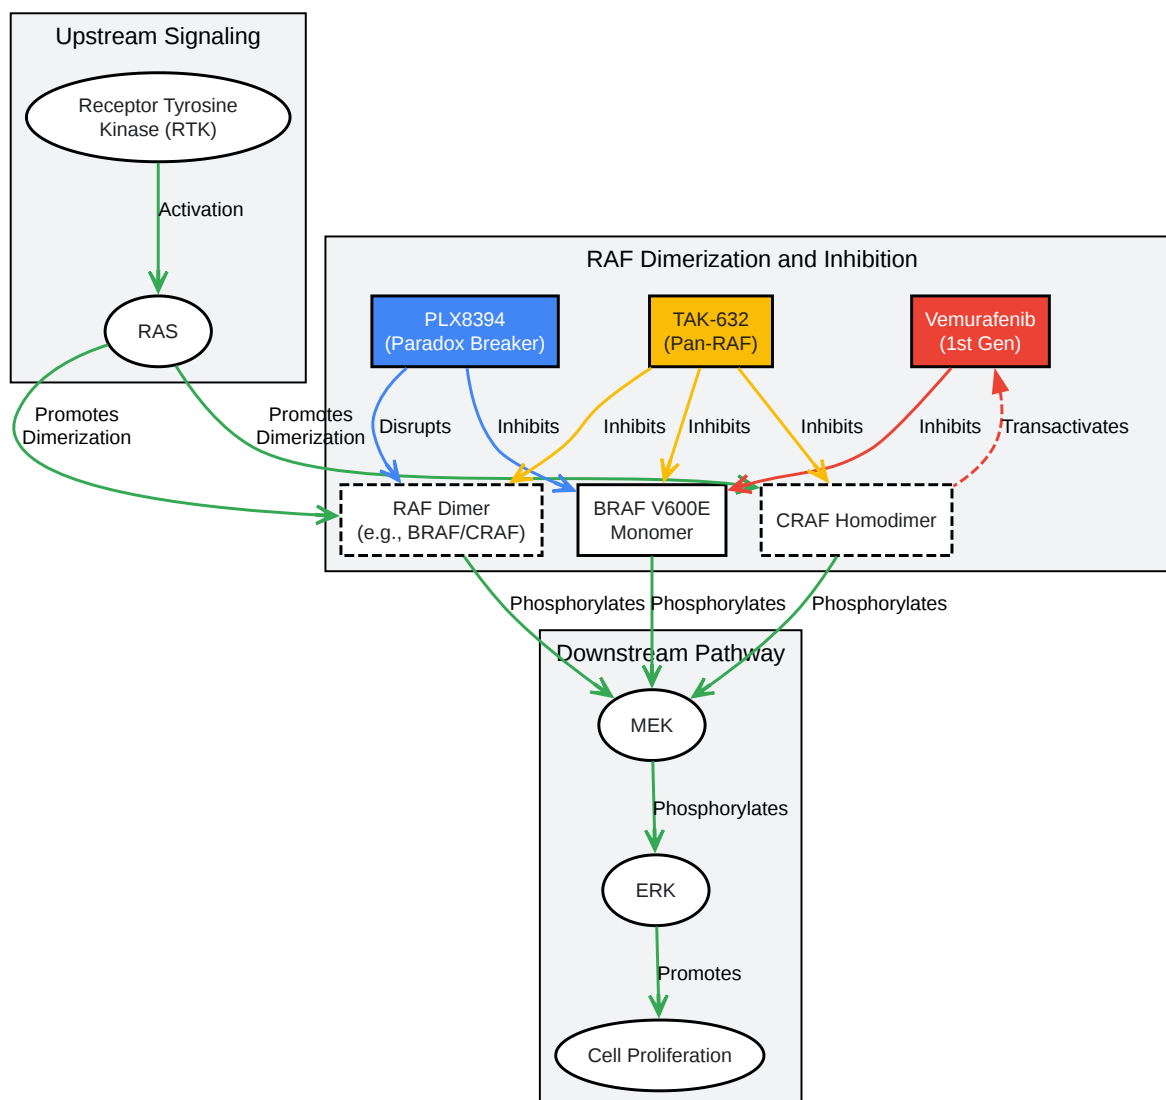 Upstream Signaling
Receptor Tyrosine
Kinase (RTK)
Activation
RAS
RAF Dimerization and Inhibition
PLX8394
(Paradox Breaker)
TAK-632
(Pan-RAF)
Vemurafenib
(1st Gen)
Promotes
Dimerization
Promotes
Dimerization
Disrupts
Inhibits
Inhibits
Inhibits
Inhibits
Inhibits
Transactivates
RAF Dimer
(e.g., BRAF/CRAF)
BRAF V600E
Monomer
CRAF Homodimer
Phosphorylates
Phosphorylates
Phosphorylates
Downstream Pathway
MEK
Phosphorylates
ERK
Promotes
Cell Proliferation